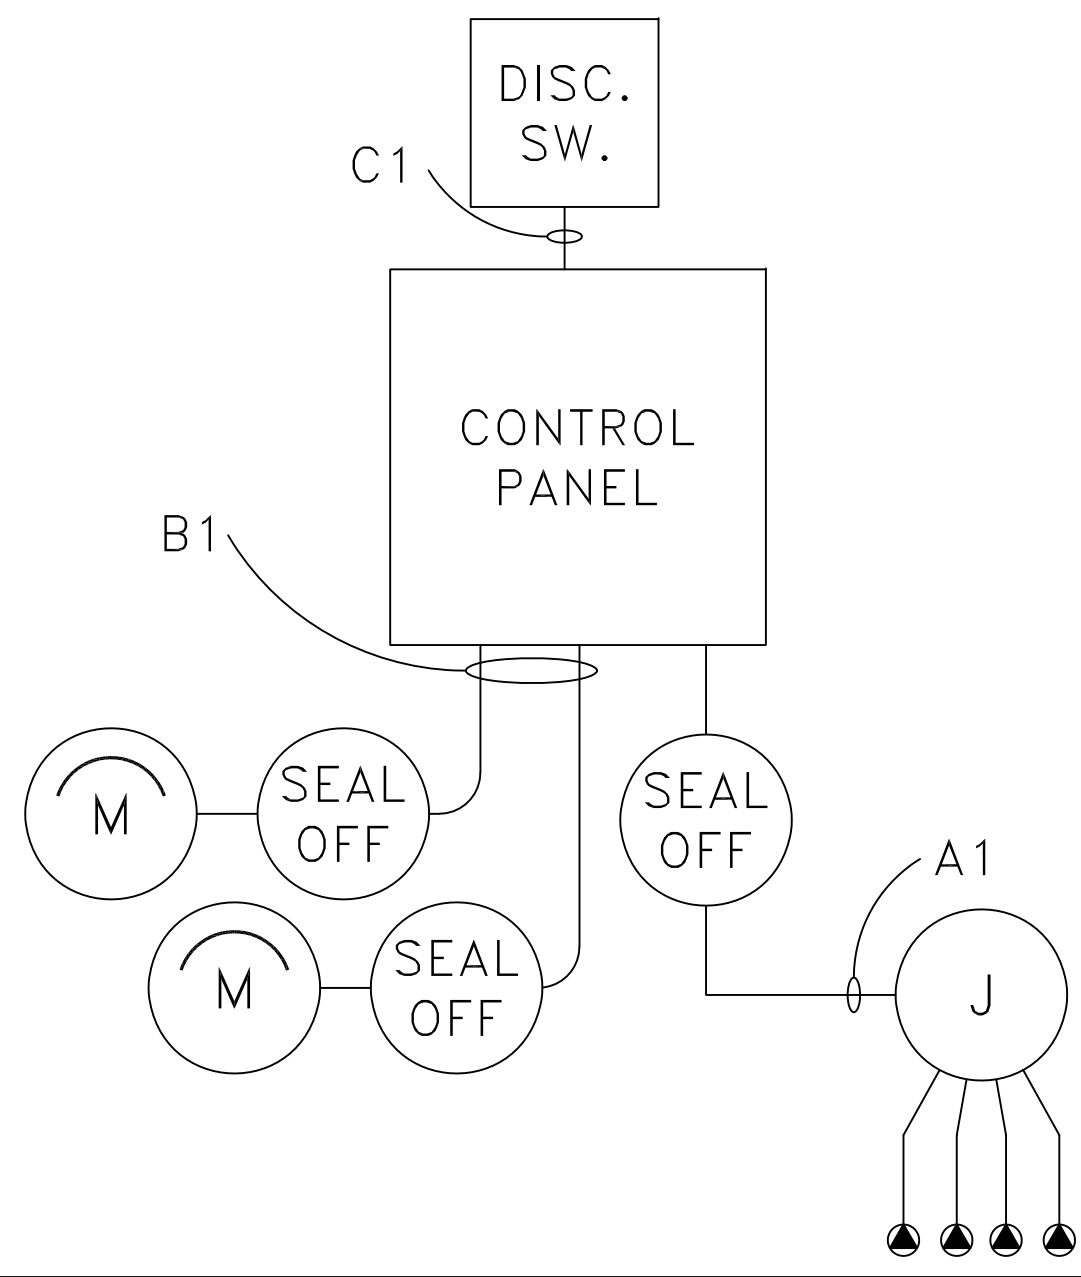 DISC.
SW.
C1
CONTROL
PANEL
B1
M
SEAL
OFF
SEAL
OFF
A1
M
SEAL
OFF
J